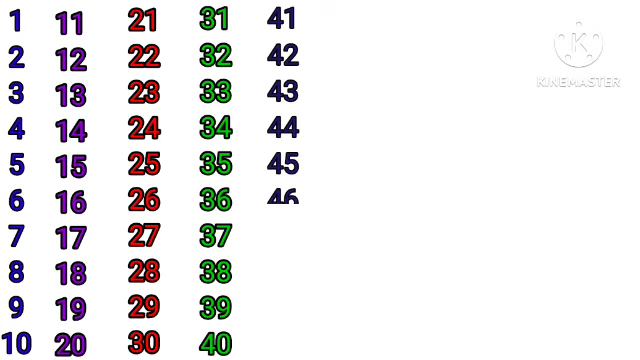 1 11 21 31 41
2 12 22 32 42
3 13 23 33 43
4 14 24 34 44
5 15 25 35 45
6 16 26 36 46
7 17 27 37
8 18 28 38
9 19 29 39
10 20 30 40
K
KINEMASTER